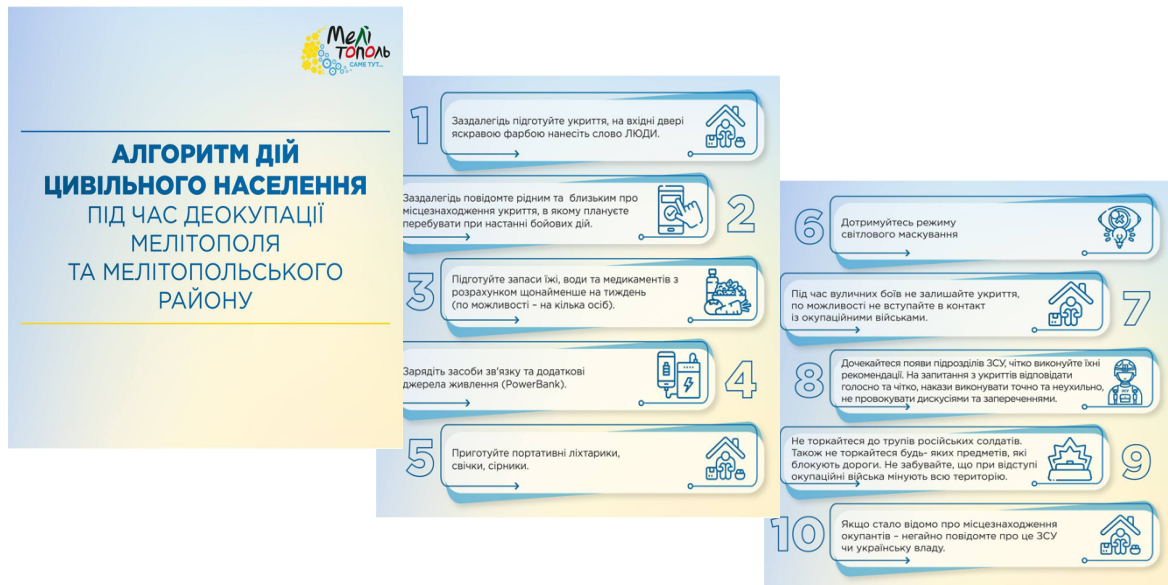 Мелі
тополь
САМЕ ТУТ...
АЛГОРИТМ ДІЙ
ЦИВІЛЬНОГО НАСЕЛЕННЯ
ПІД ЧАС ДЕОКУПАЦІЇ
МЕЛІТОПОЛЯ
ТА МЕЛІТОПОЛЬСЬКОГО
РАЙОНУ
1
Заздалегідь підготуйте укриття, на вхідні двері
яскравою фарбою нанесіть слово ЛЮДИ.
Заздалегідь повідомте рідним та близьким про
місцезнаходження укриття, в якому плануєте
перебувати при настанні бойових дій.
2
3
Підготуйте запаси їжі, води та медикаментів з
розрахунком щонайменше на тиждень
(по можливості – на кілька осіб).
Зарядіть засоби зв'язку та додаткові
джерела живлення (PowerBank).
4
5
Приготуйте портативні ліхтарики,
свічки, сірники.
6
Дотримуйтесь режиму
світлового маскування
Під час вуличних боїв не залишайте укриття,
по можливості не вступайте в контакт
із окупаційними військами.
7
8
Дочекайтеся появи підрозділів ЗСУ, чітко виконуйте їхні
рекомендації. На запитання з укриттів відповідати
голосно та чітко, накази виконувати точно та неухильно,
не провокувати дискусіями та запереченнями.
Не торкайтеся до трупів російських солдатів.
Також не торкайтеся будь- яких предметів, які
блокують дороги. Не забувайте, що при відступі
окупаційні війська мінують всю територію.
9
10
Якщо стало відомо про місцезнаходження
окупантів – негайно повідомте про це ЗСУ
чи українську владу.